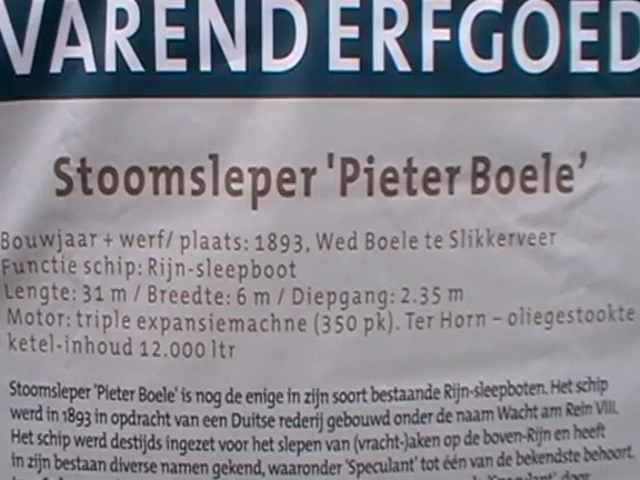 VAREND ERFGOED
Stoomsleper 'Pieter Boele'
Bouwjaar + werf/ plaats: 1893, Wed Boele te Slikkerveer
Functie schip: Rijn-sleepboot
Lengte: 31 m / Breedte: 6 m / Diepgang: 2.35 m
Motor: triple expansiemachne (350 pk). Ter Horn – oliegestookte
ketel-inhoud 12.000 ltr
Stoomsleper 'Pieter Boele' is nog de enige in zijn soort bestaande Rijn-sleepboten. Het schip
werd in 1893 in opdracht van een Duitse rederij gebouwd onder de naam Wacht am Rein VIII.
Het schip werd destijds ingezet voor het slepen van (vracht-)aken op de boven-Rijn en heeft
in zijn bestaan diverse namen gekend, waaronder 'Speculant' tot één van de bekendste behoort.